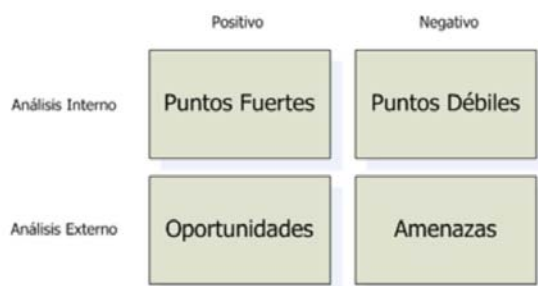 Positivo Negativo
Análisis Interno Puntos Fuertes Puntos Débiles
Análisis Externo Oportunidades Amenazas